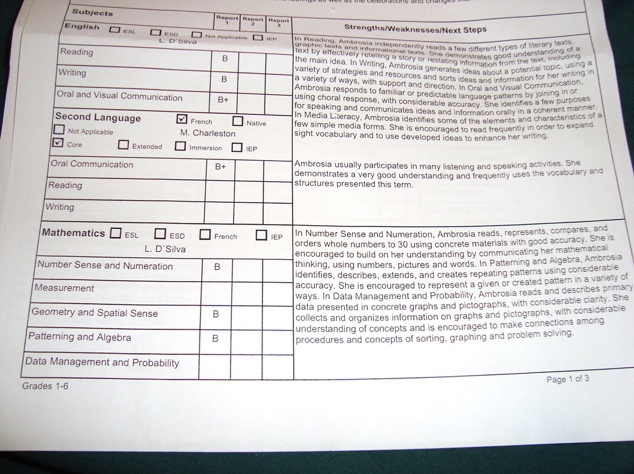 Subjects
Report 1
Report 2
Report 3
Strengths/Weaknesses/Next Steps
English ESL ESD Not Applicable IEP
L. D'Silva
Reading B
Writing B
Oral and Visual Communication B+
In Reading, Ambrosia independently reads a few different types of literary texts,
graphic texts and informational texts. She demonstrates good understanding of a
text by effectively retelling a story or restating information from the text, including
the main idea. In Writing, Ambrosia generates ideas about a potential topic, using a
variety of strategies and resources and sorts ideas and information for her writing in
a variety of ways, with support and direction. In Oral and Visual Communication,
Ambrosia responds to familiar or predictable language patterns by joining in or
using choral response, with considerable accuracy. She identifies a few purposes
for speaking and communicates ideas and information orally in a coherent manner.
In Media Literacy, Ambrosia identifies some of the elements and characteristics of a
few simple media forms. She is encouraged to read frequently in order to expand
sight vocabulary and to use developed ideas to enhance her writing.
Second Language French Native
Not Applicable M. Charleston
Core Extended Immersion IEP
Oral Communication B+
Reading
Writing
Ambrosia usually participates in many listening and speaking activities. She
demonstrates a very good understanding and frequently uses the vocabulary and
structures presented this term.
Mathematics ESL ESD French IEP
L. D'Silva
Number Sense and Numeration B
Measurement
Geometry and Spatial Sense B
Patterning and Algebra B
Data Management and Probability
In Number Sense and Numeration, Ambrosia reads, represents, compares, and
orders whole numbers to 30 using concrete materials with good accuracy. She is
encouraged to build on her understanding by communicating her mathematical
thinking, using numbers, pictures and words. In Patterning and Algebra, Ambrosia
identifies, describes, extends, and creates repeating patterns using considerable
accuracy. She is encouraged to represent a given or created pattern in a variety of
ways. In Data Management and Probability, Ambrosia reads and describes primary
data presented in concrete graphs and pictographs, with considerable clarity. She
collects and organizes information on graphs and pictographs, with considerable
understanding of concepts and is encouraged to make connections among
procedures and concepts of sorting, graphing and problem solving.
Grades 1-6
Page 1 of 3